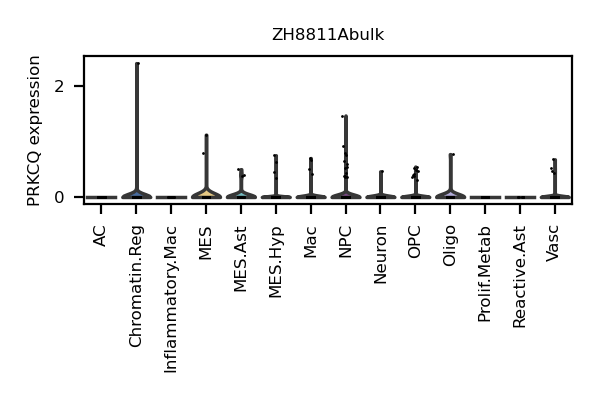 ZH8811Abulk
PRKCQ expression
2
0
AC
Chromatin.Reg
Inflammatory.Mac
MES
MES.Ast
MES.Hyp
Mac
NPC
Neuron
OPC
Oligo
Prolif.Metab
Reactive.Ast
Vasc